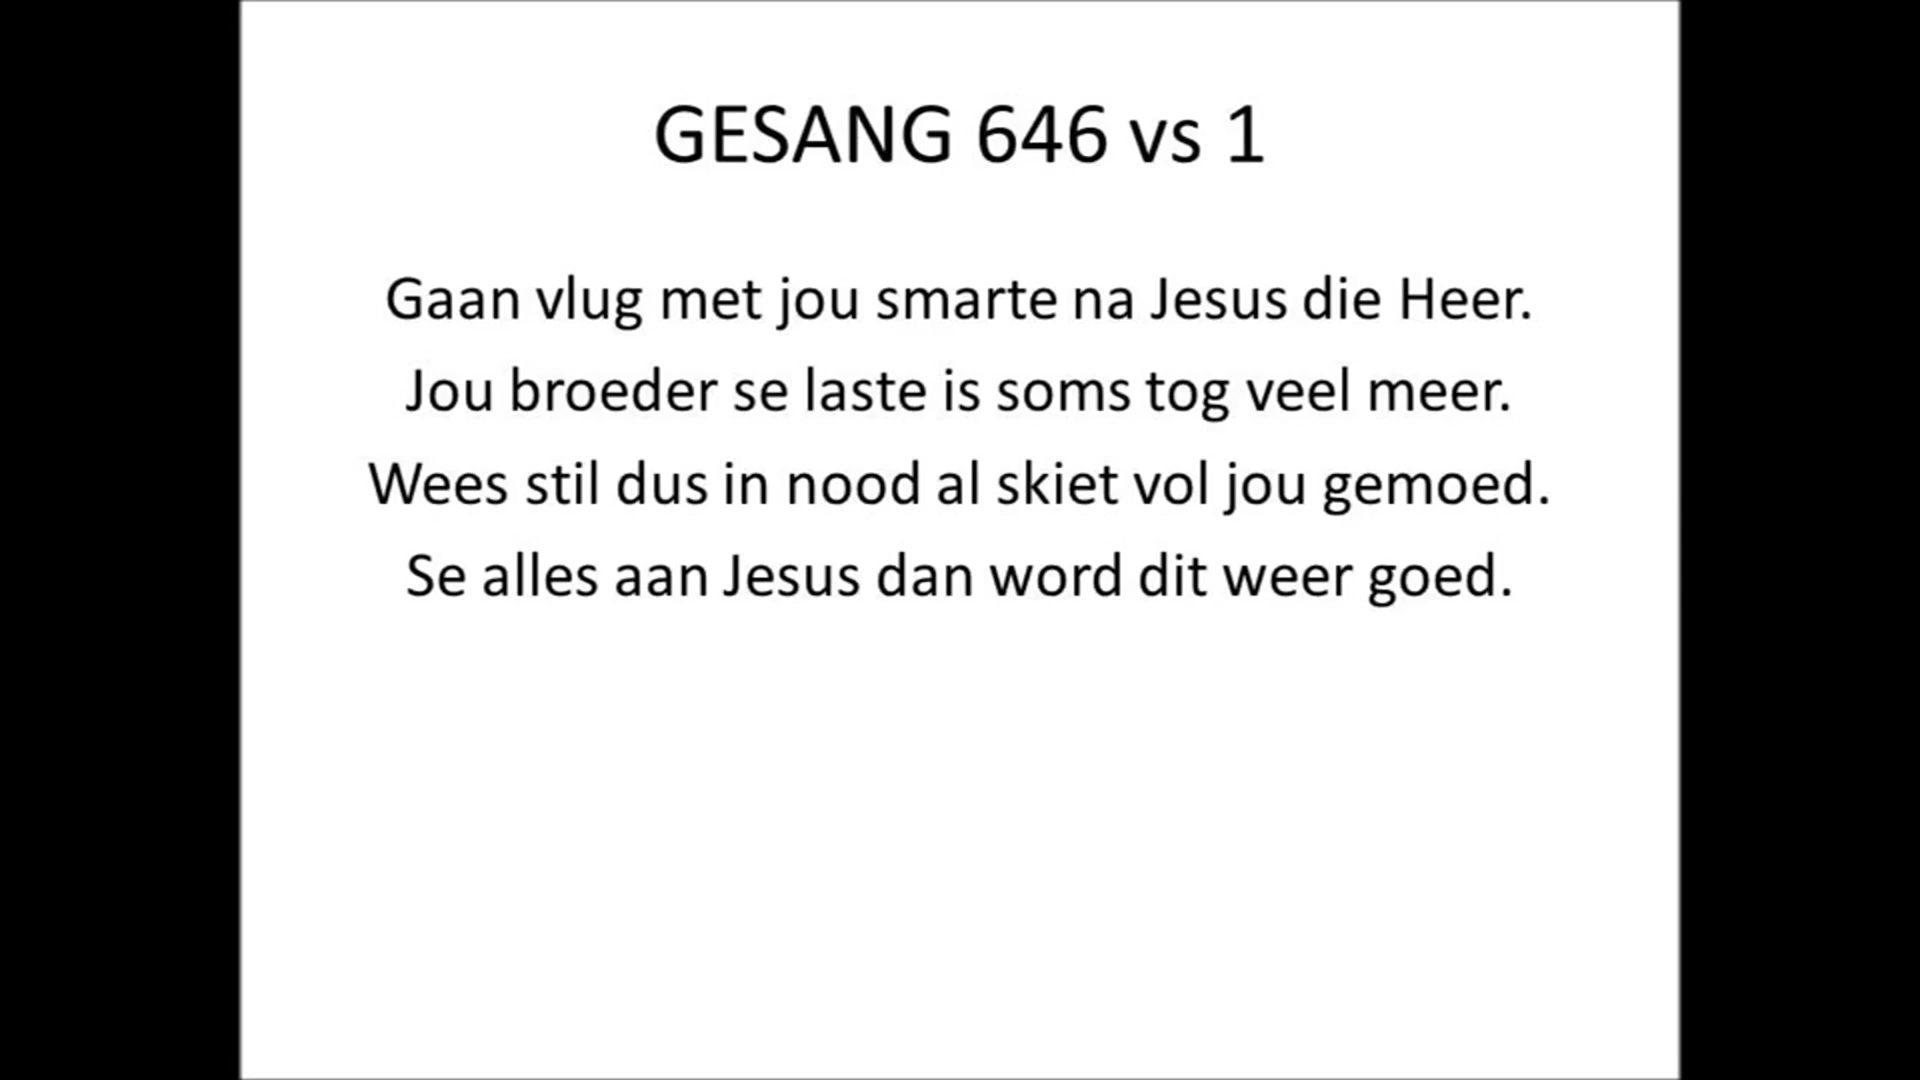 GESANG 646 vs 1
Gaan vlug met jou smarte na Jesus die Heer.
Jou broeder se laste is soms tog veel meer.
Wees stil dus in nood al skiet vol jou gemoed.
Se alles aan Jesus dan word dit weer goed.